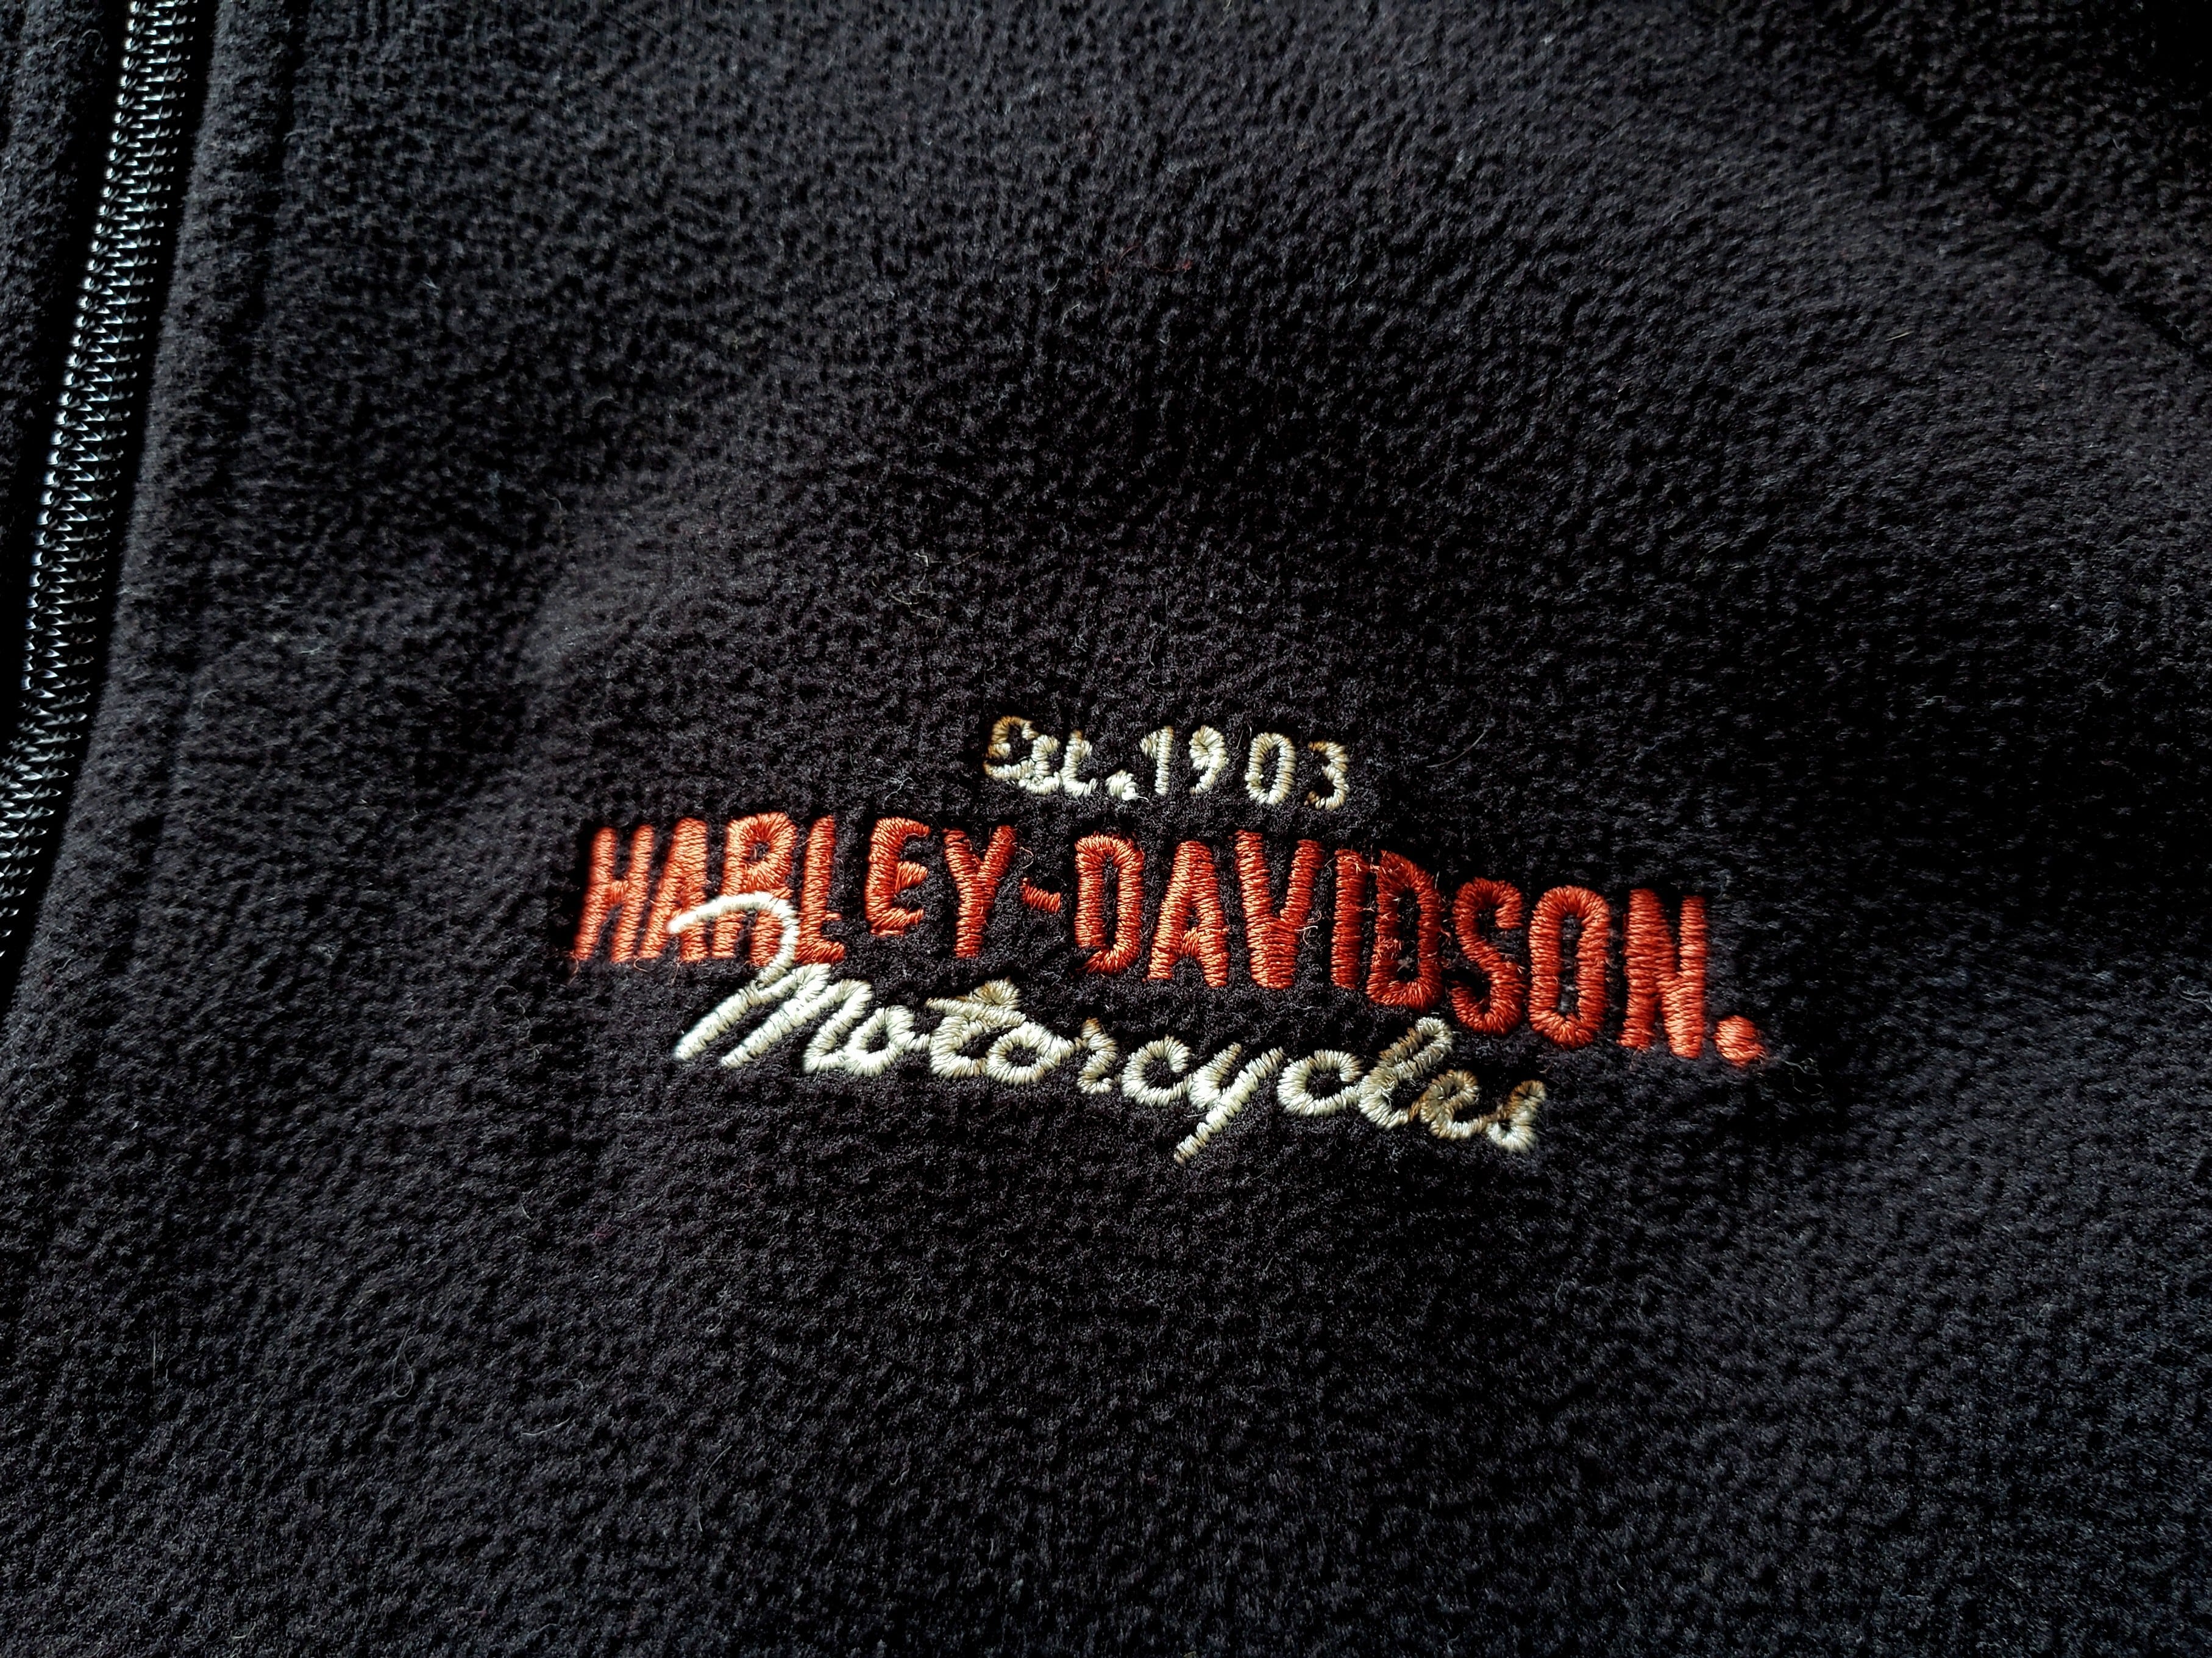 Est. 1903
HARLEY-DAVIDSON.
Motorcycles